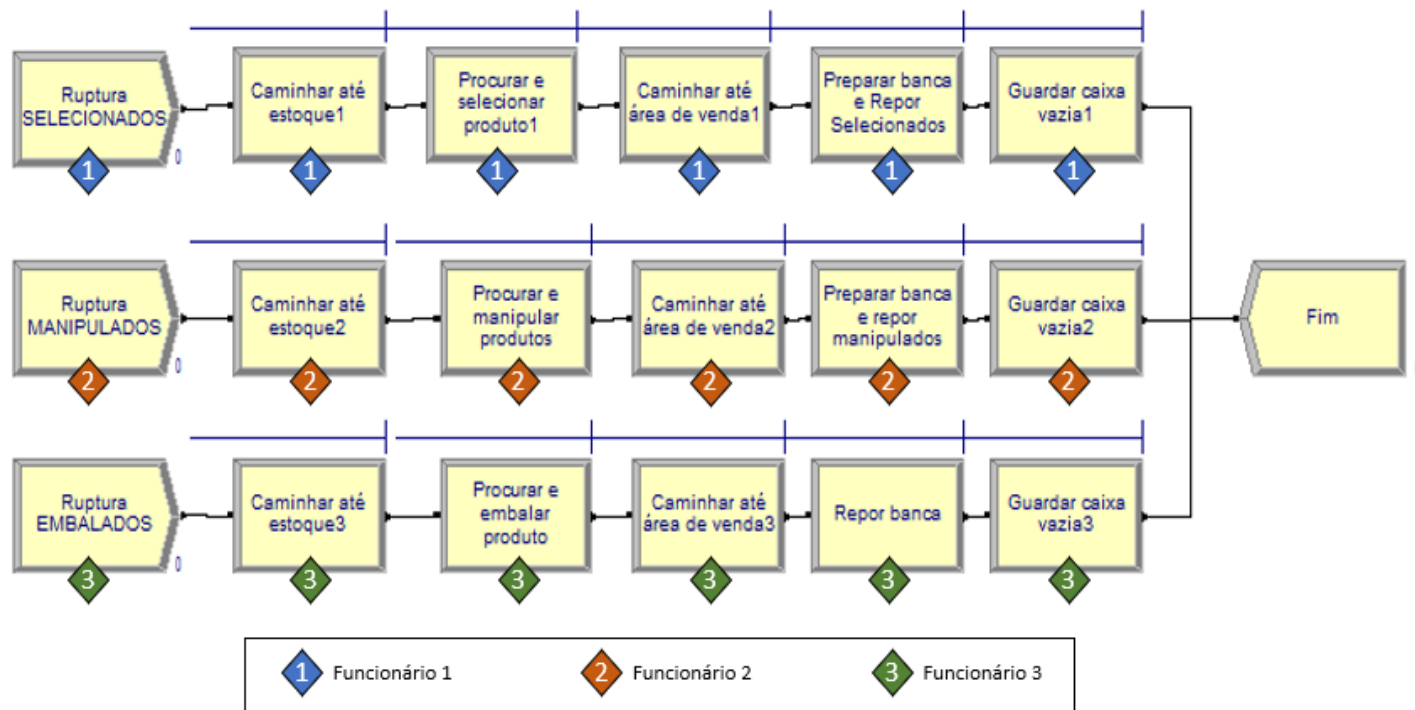 Ruptura
SELECIONADOS
0
1
Caminhar até
estoque1
1
Procurar e
selecionar
produto1
1
Caminhar até
área de venda1
1
Preparar banca
e Repor
Selecionados
1
Guardar caixa
vazia1
1
Ruptura
MANIPULADOS
0
2
Caminhar até
estoque2
2
Procurar e
manipular
produtos
2
Caminhar até
área de venda2
2
Preparar banca
e repor
manipulados
2
Guardar caixa
vazia2
2
Fim
Ruptura
EMBALADOS
0
3
Caminhar até
estoque3
3
Procurar e
embalar
produto
3
Caminhar até
área de venda3
3
Repor banca
3
Guardar caixa
vazia3
3
1 Funcionário 1
2 Funcionário 2
3 Funcionário 3